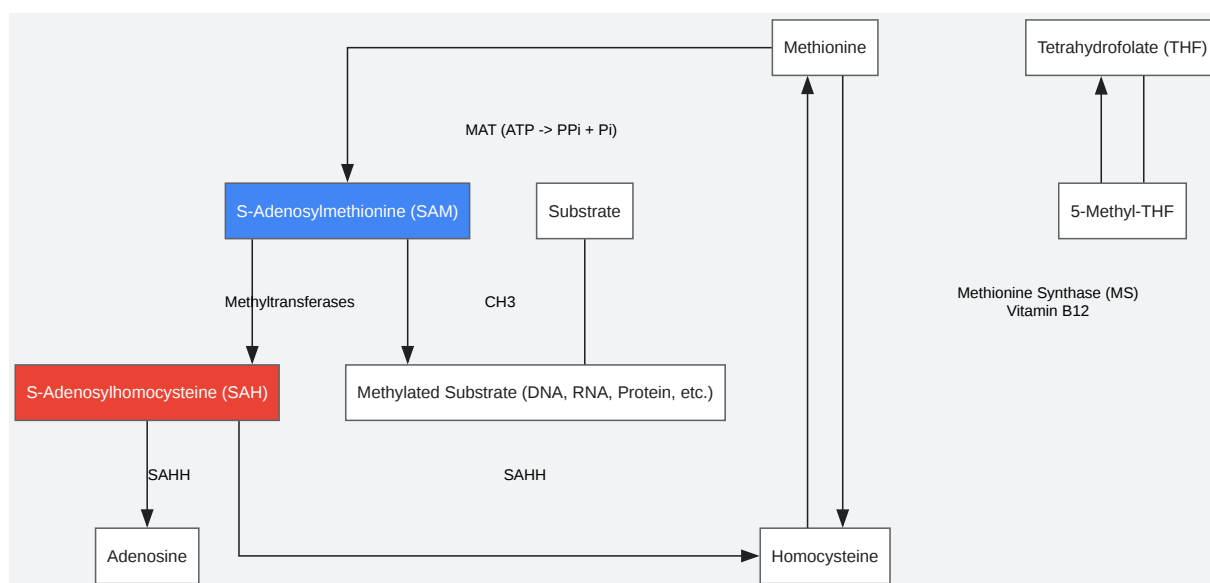 Methionine
Tetrahydrofolate (THF)
MAT (ATP -> PPi + Pi)
S-Adenosylmethionine (SAM)
Substrate
5-Methyl-THF
Methyltransferases
CH3
Methionine Synthase (MS)
Vitamin B12
S-Adenosylhomocysteine (SAH)
Methylated Substrate (DNA, RNA, Protein, etc.)
SAHH
SAHH
Adenosine
Homocysteine